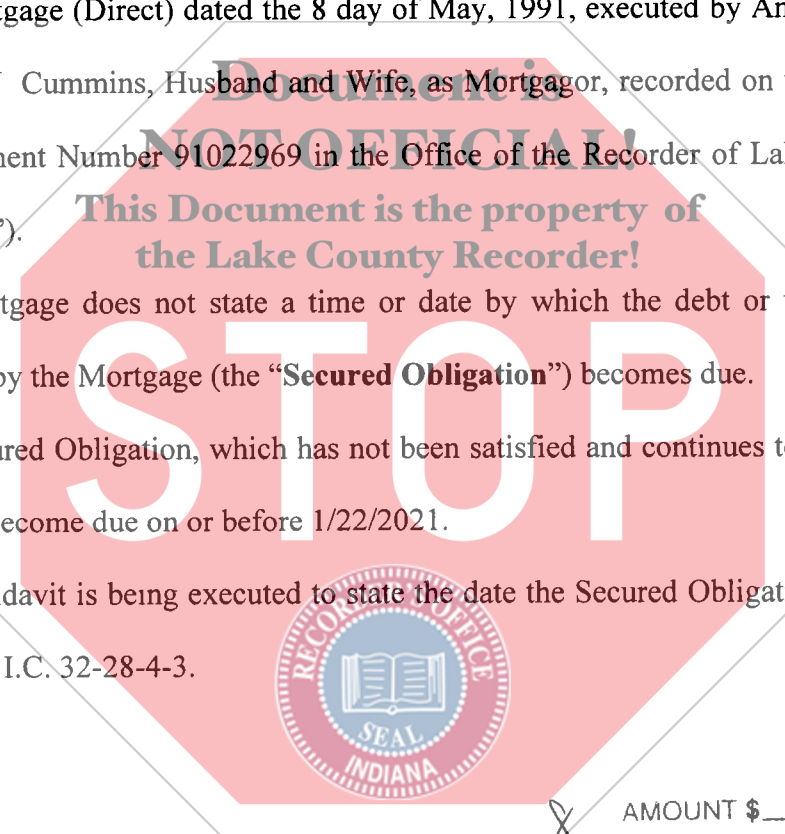 tgage (Direct) dated the 8 day of May, 1991, executed by An
Cummins, Husband and Wife, as Mortgagor, recorded on
Document is
ment Number 91022969 in the Office of the Recorder of La
NOT OFFICIAL!
This Document is the property of
”).
the Lake County Recorder!
tgage does not state a time or date by which the debt or
by the Mortgage (the “Secured Obligation”) becomes due.
STOP
ured Obligation, which has not been satisfied and continues t
ecome due on or before 1/22/2021.
davit is being executed to state the date the Secured Obligat
I.C. 32-28-4-3.
RECORDER'S OFFICE
SEAL
INDIANA
AMOUNT $